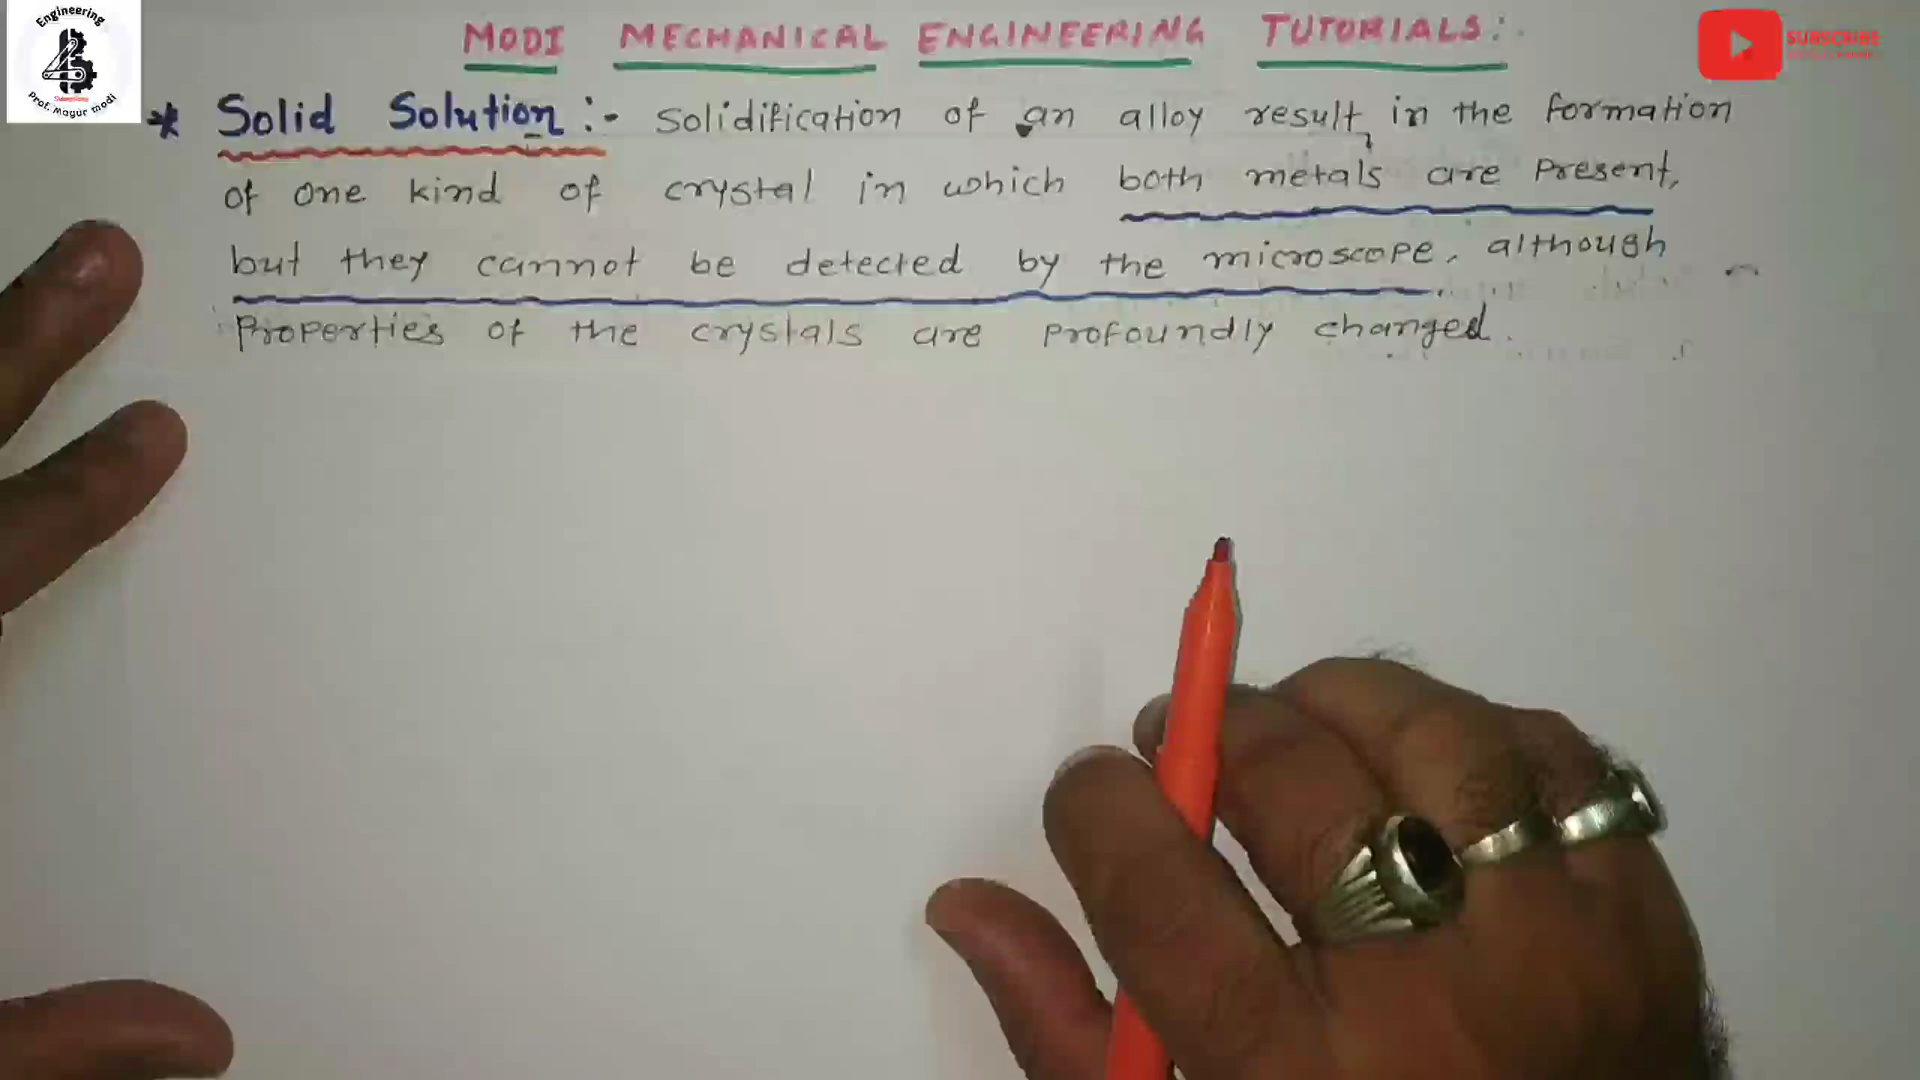 Engineering
Prof. Mayur modi
MODI MECHANICAL ENGINEERING TUTORIALS:-
SUBSCRIBE
* Solid Solution :- Solidification of an alloy result, in the formation
of one kind of crystal in which both metals are present,
but they cannot be detected by the microscope, although
Properties of the crystals are profoundly changed.